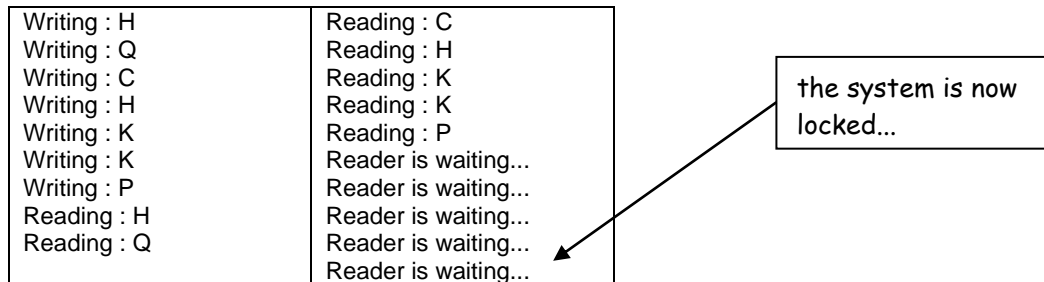 Writing : H
Writing : Q
Writing : C
Writing : H
Writing : K
Writing : K
Writing : P
Reading : H
Reading : Q
Reading : C
Reading : H
Reading : K
Reading : K
Reading : P
Reader is waiting...
Reader is waiting...
Reader is waiting...
Reader is waiting...
Reader is waiting...
the system is now
locked...